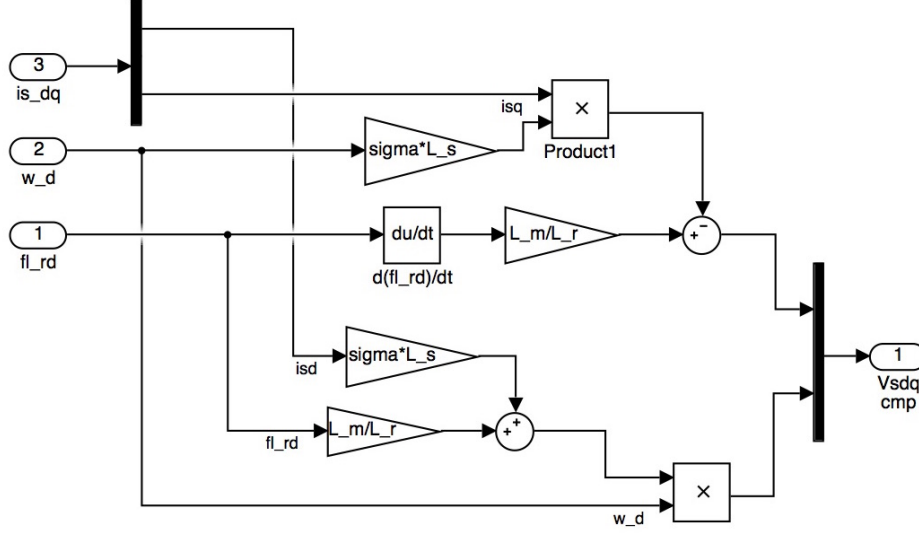 3
is_dq
isq
×
Product1
2
w_d
sigma*L_s
1
fl_rd
du/dt
d(fl_rd)/dt
L_m/L_r
+
−
isd
sigma*L_s
fl_rd
L_m/L_r
+
+
w_d
×
1
Vsdq
cmp